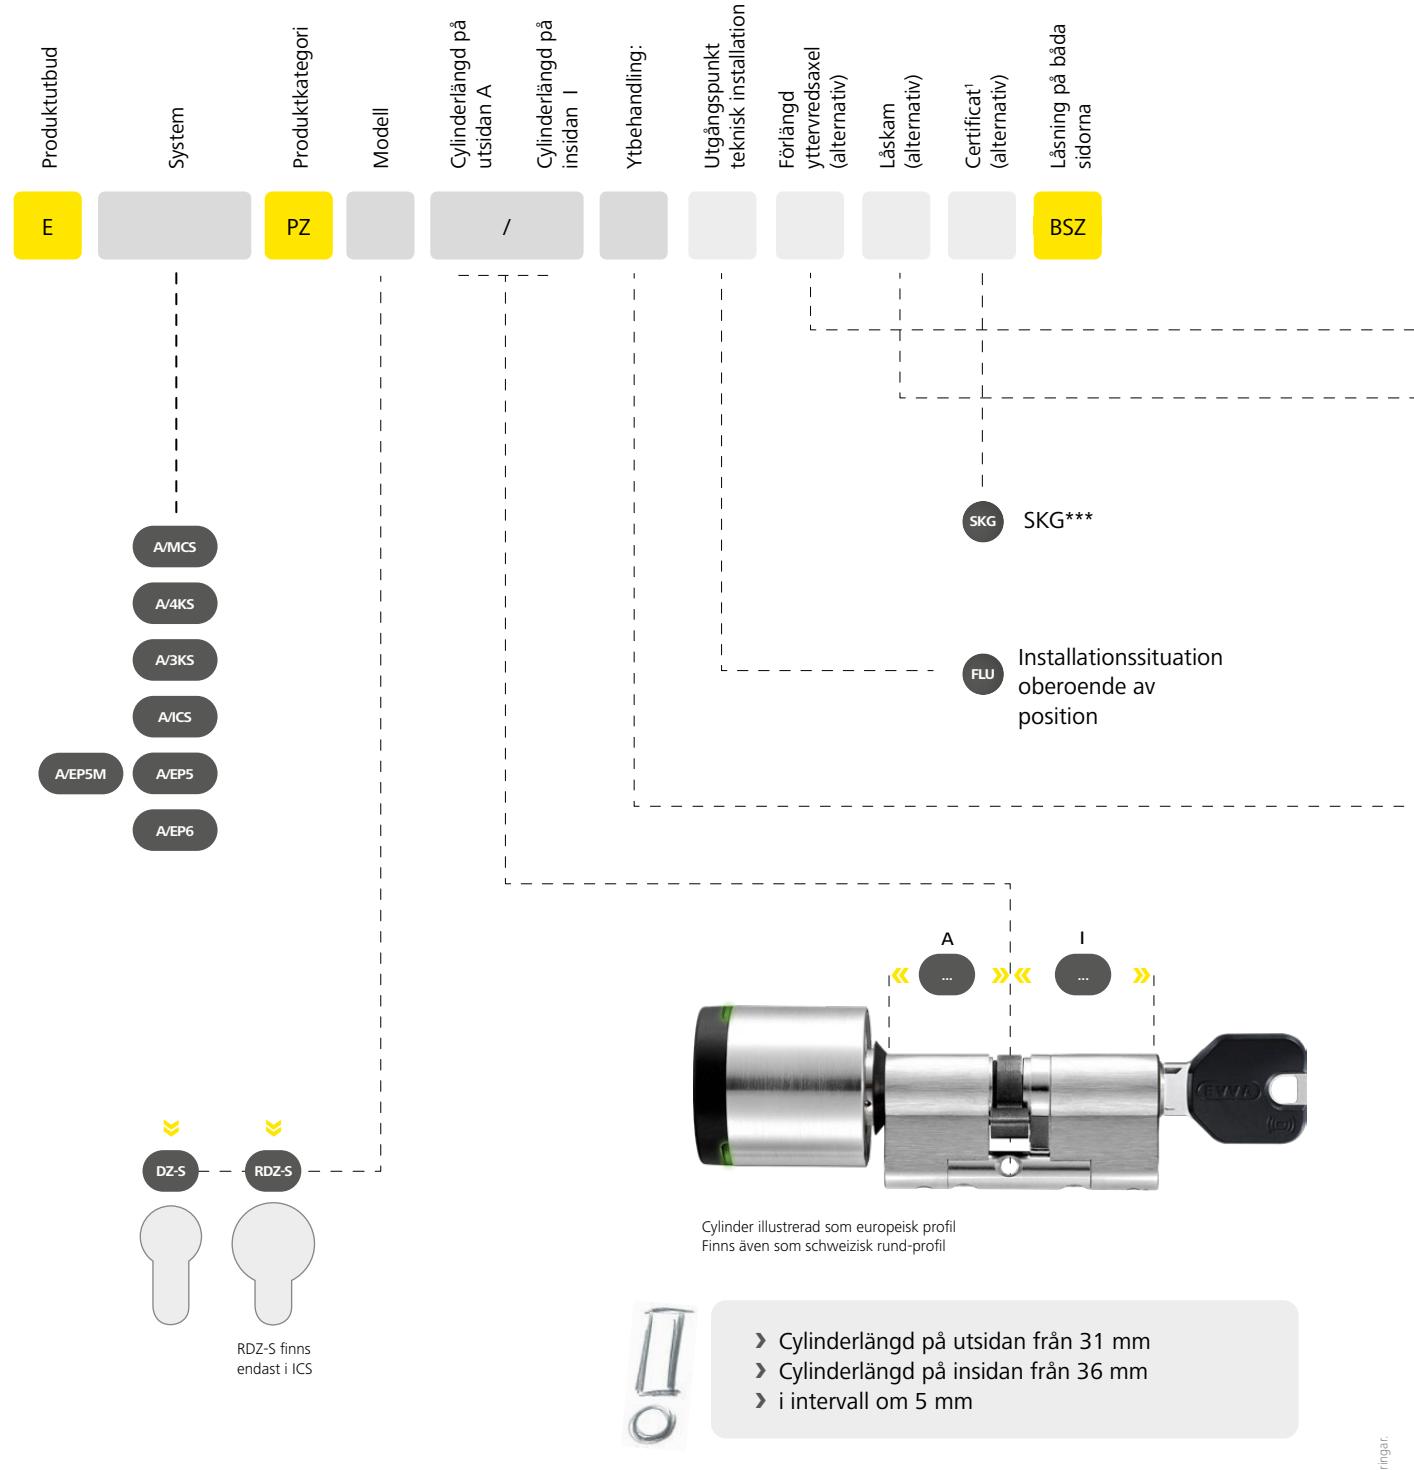 Produktutbud
System
Produktkategori
Modell
Cylinderlängd på
utsidan A
Cylinderlängd på
insidan I
Ytbehandling:
Utgångspunkt
teknisk installation
Förlängd
yttervredsaxel
(alternativ)
Låskam
(alternativ)
Certificat¹
(alternativ)
Låsning på båda
sidorna
E
PZ
/
BSZ
SKG SKG***
A/MCS
A/4KS
A/3KS
A/ICS
A/EP5M A/EP5
A/EP6
FLU
Installationssituation
oberoende av
position
A I
... ...
EVVA
DZ-S RDZ-S
RDZ-S finns
endast i ICS
Cylinder illustrerad som europeisk profil
Finns även som schweizisk rund-profil
› Cylinderlängd på utsidan från 31 mm
› Cylinderlängd på insidan från 36 mm
› i intervall om 5 mm
ringar.